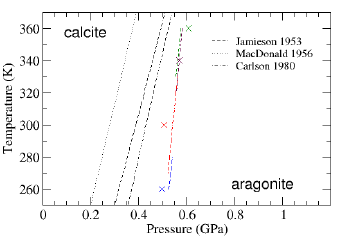 360
340
320
300
280
260
Temperature (K)
calcite
Jamieson 1953
MacDonald 1956
Carlson 1980
aragonite
0 0.2 0.4 0.6 0.8 1
Pressure (GPa)